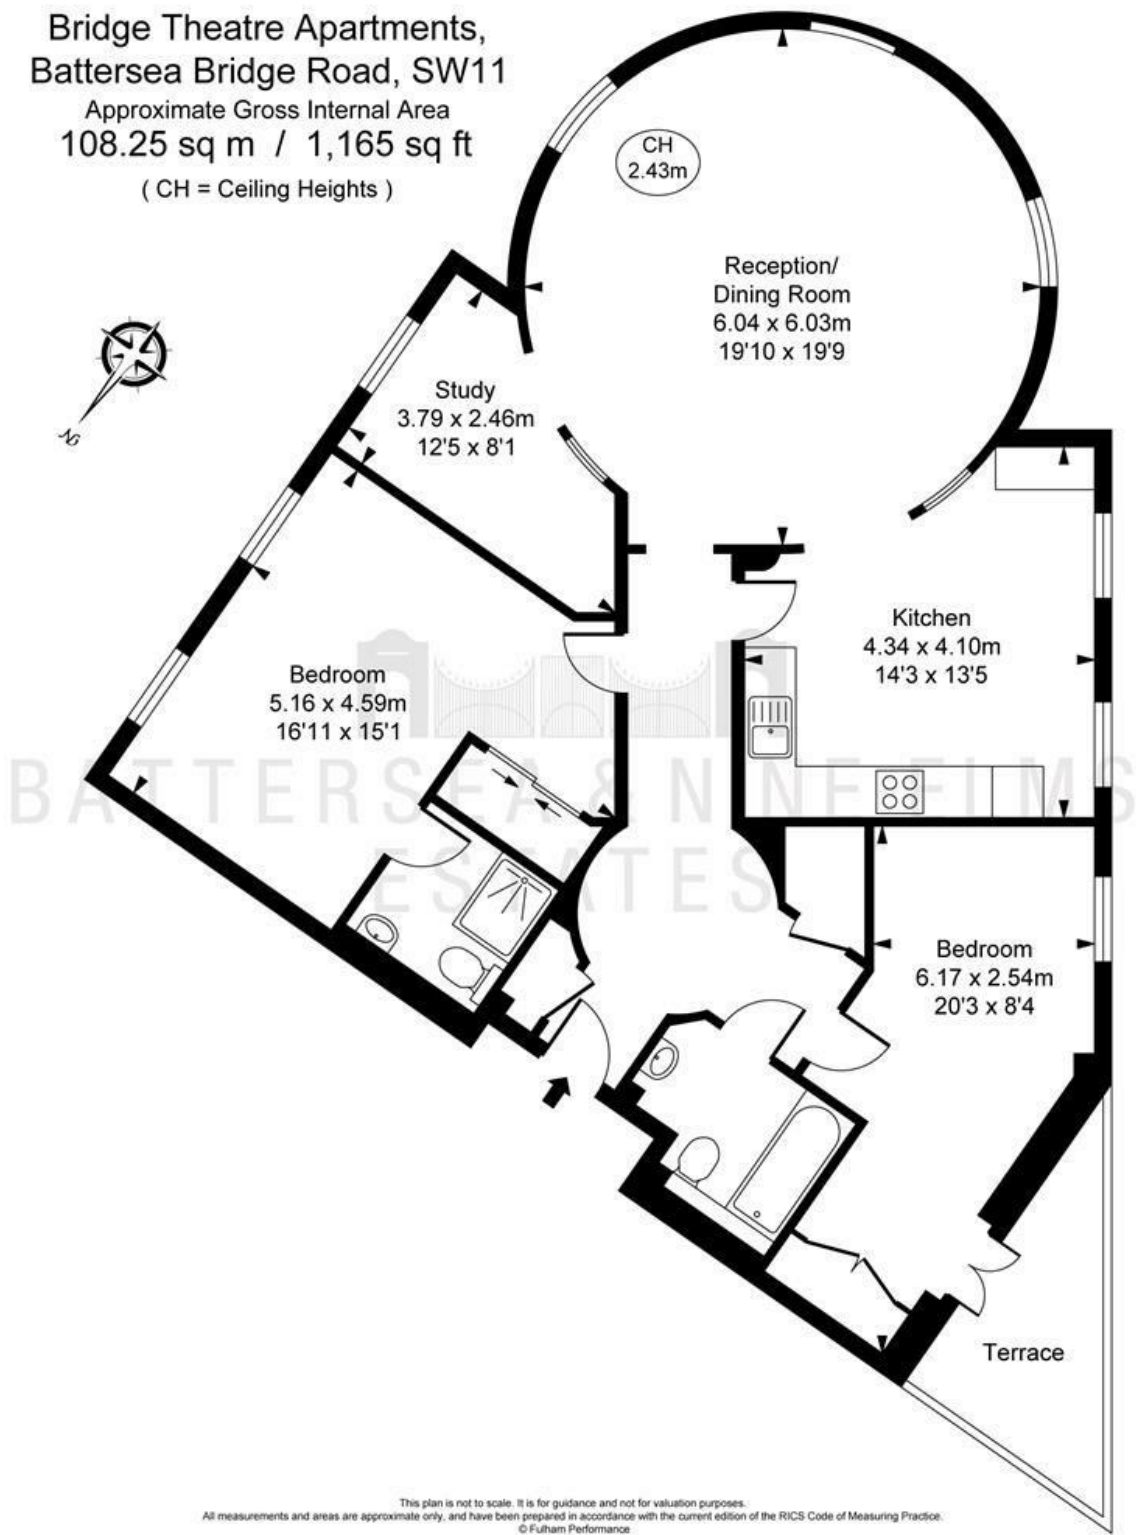 Bridge Theatre Apartments,
Battersea Bridge Road, SW11
Approximate Gross Internal Area
108.25 sq m / 1,165 sq ft
( CH = Ceiling Heights )
CH
2.43m
Reception/
Dining Room
6.04 x 6.03m
19'10 x 19'9
N
Study
3.79 x 2.46m
12'5 x 8'1
Kitchen
4.34 x 4.10m
14'3 x 13'5
Bedroom
5.16 x 4.59m
16'11 x 15'1
BATTERSEA & NINE ELMS
ESTATES
Bedroom
6.17 x 2.54m
20'3 x 8'4
Terrace
This plan is not to scale. It is for guidance and not for valuation purposes.
All measurements and areas are approximate only, and have been prepared in accordance with the current edition of the RICS Code of Measuring Practice.
© Fulham Performance